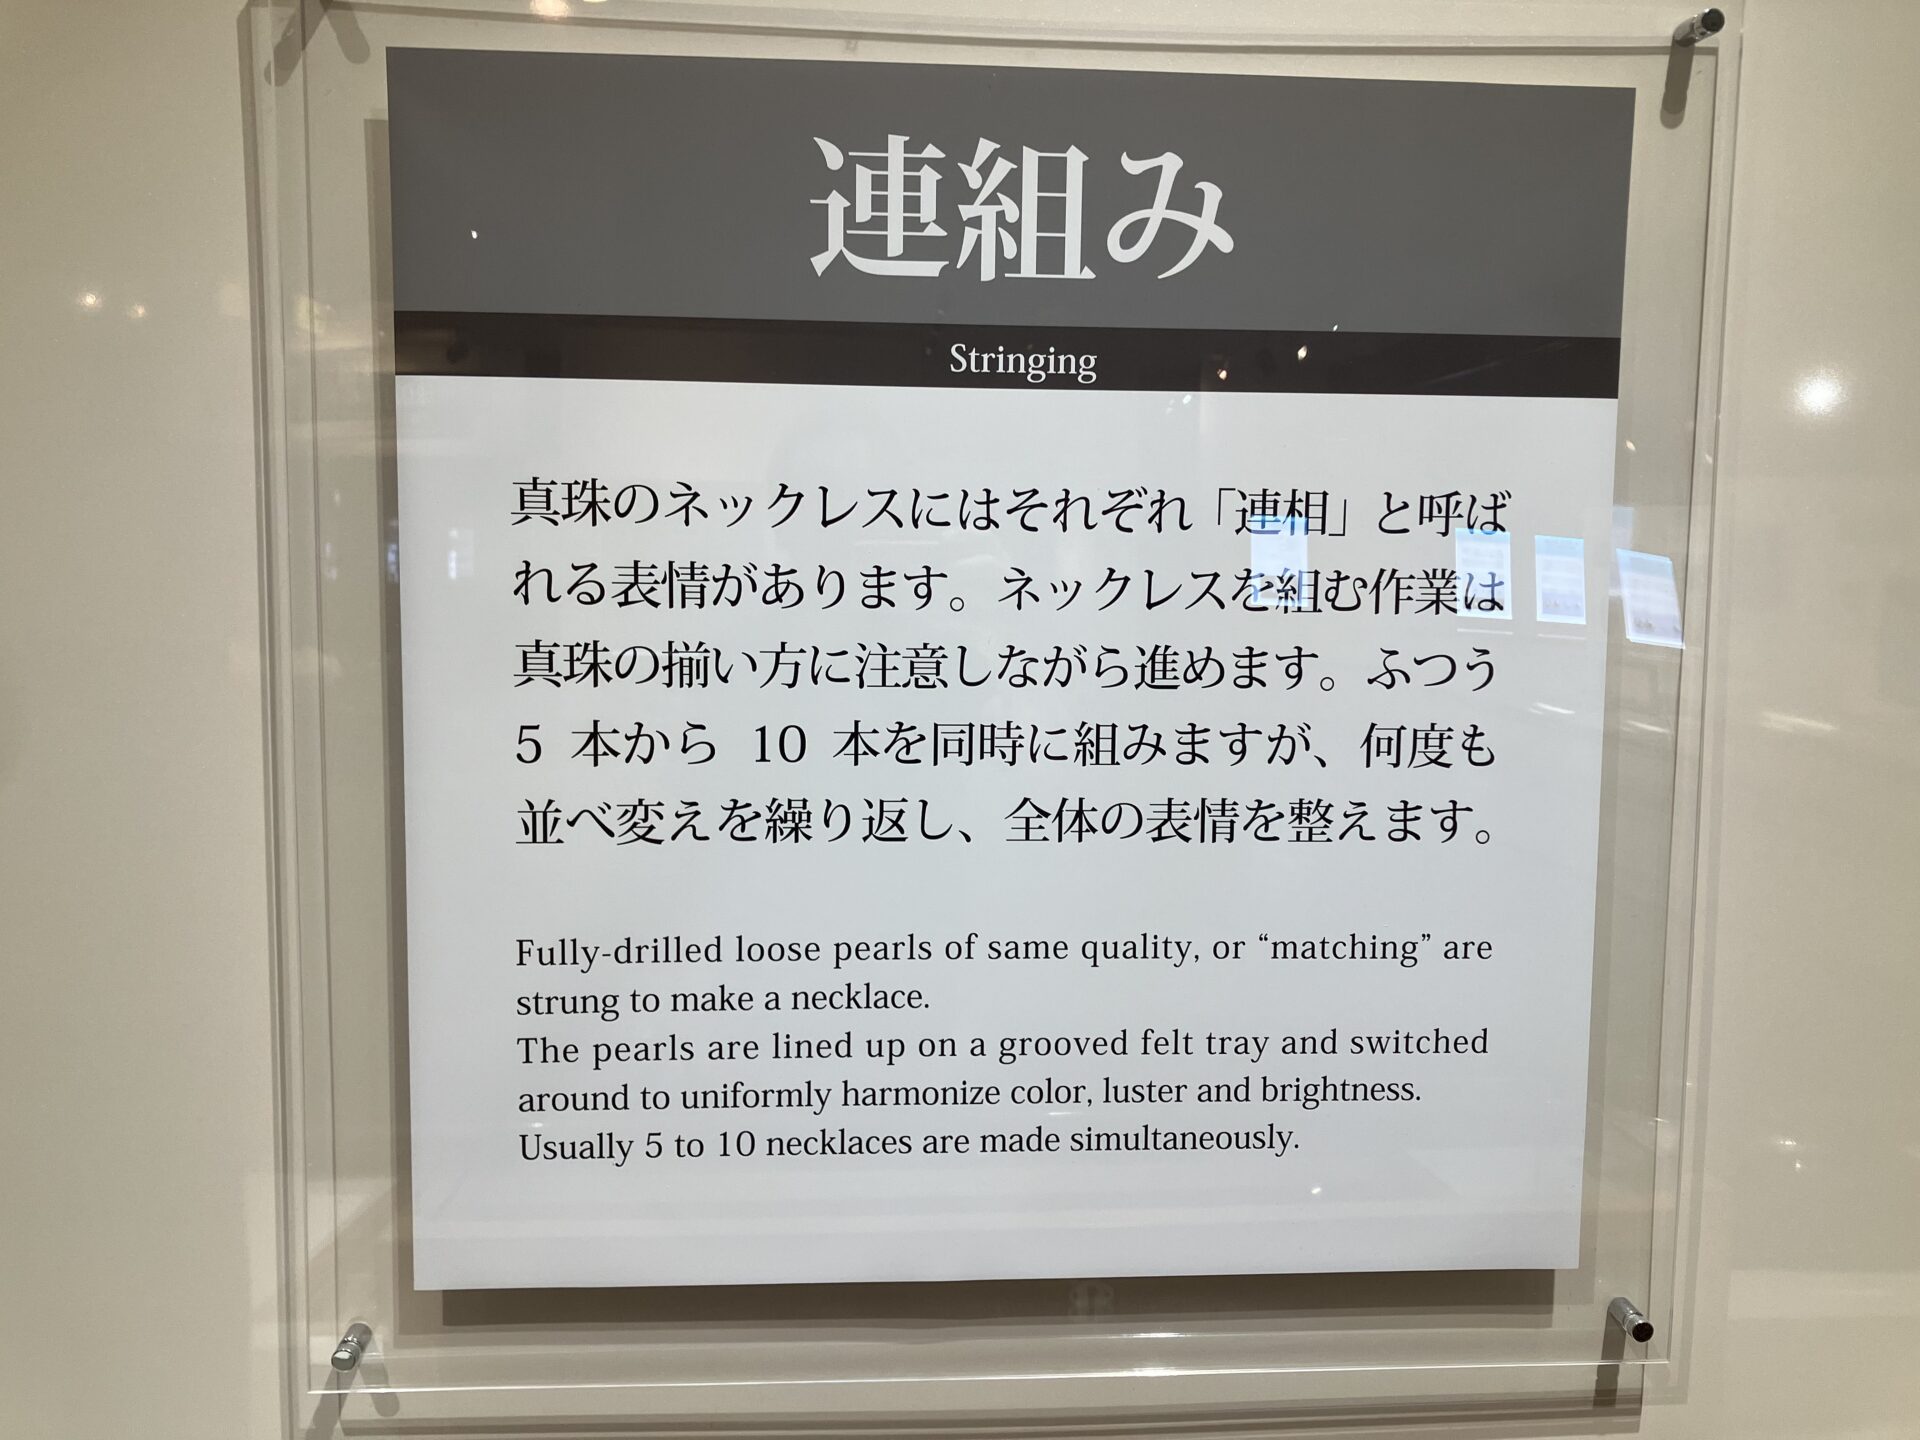 連組み
Stringing
真珠のネックレスにはそれぞれ「連相」と呼ば
れる表情があります。ネックレスを組む作業は
真珠の揃い方に注意しながら進めます。ふつう
5 本から 10 本を同時に組みますが、何度も
並べ変えを繰り返し、全体の表情を整えます。
Fully-drilled loose pearls of same quality, or “matching” are
strung to make a necklace.
The pearls are lined up on a grooved felt tray and switched
around to uniformly harmonize color, luster and brightness.
Usually 5 to 10 necklaces are made simultaneously.